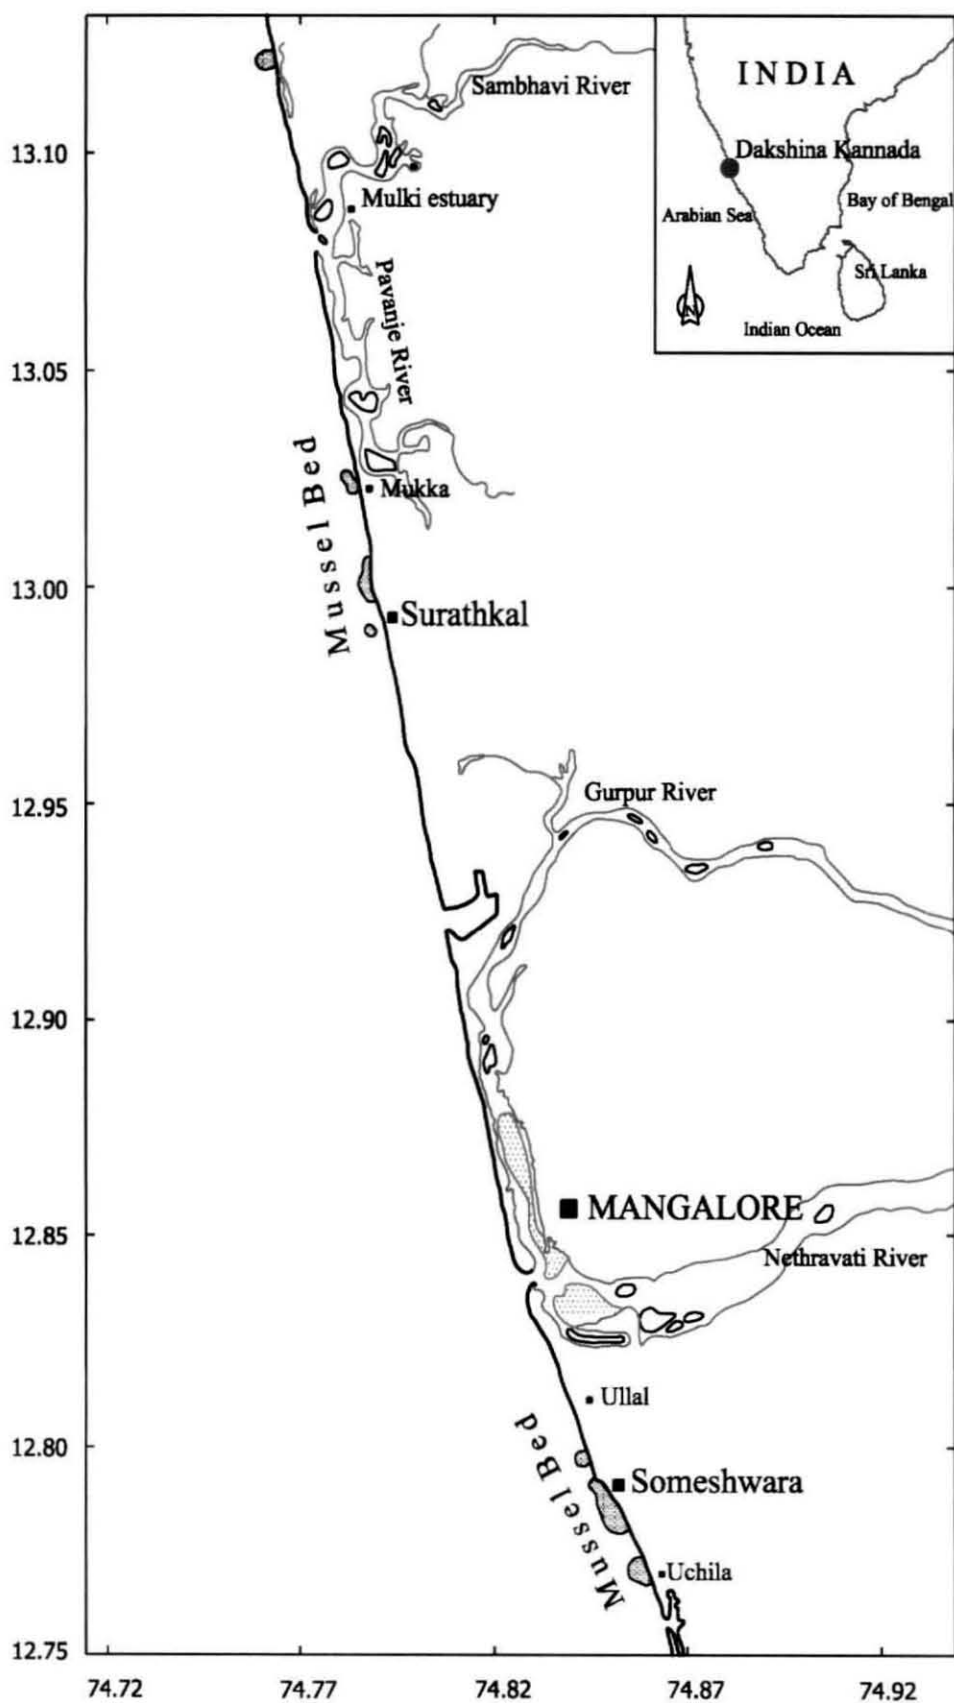 INDIA
Sambhavi River
13.10
Dakshina Kannada
Mulki estuary
Bay of Bengal
Arabian Sea
Pavanje River
Sri Lanka
Indian Ocean
13.05
Mussel Bed
Mukka
13.00
Surathkal
12.95
Gurpur River
12.90
MANGALORE
12.85
Nethravati River
Ullal
12.80
Mussel Bed
Someshwara
Uchila
12.75
74.72
74.77
74.82
74.87
74.92